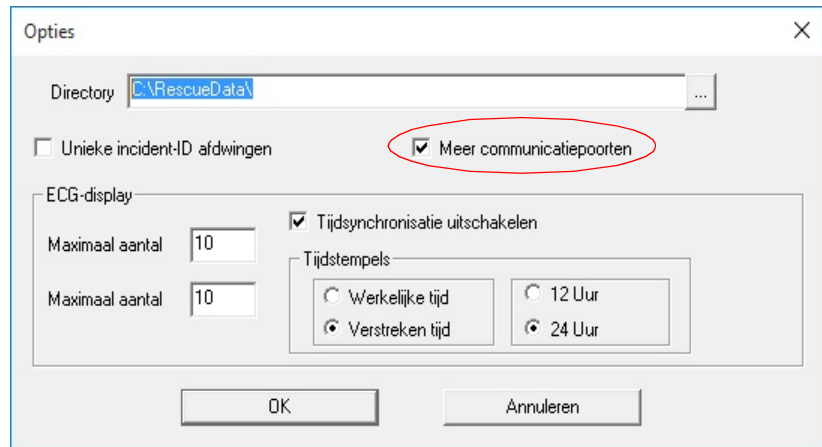 Opties
Directory C:\RescueData\ ...
Unieke incident-ID afdwingen Meer communicatiepoorten
ECG-display
Tijdsynchronisatie uitschakelen
Maximaal aantal 10
Tijdstempels
Maximaal aantal 10
Werkelijke tijd 12 Uur
Verstreken tijd 24 Uur
OK Annuleren